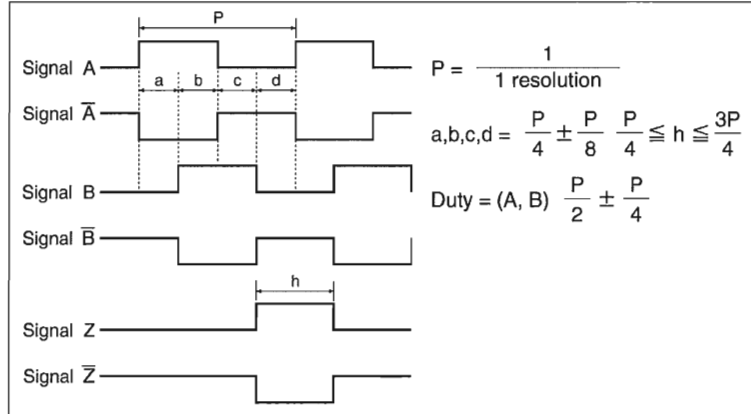 P
Signal A
a b c d
Signal A̅
Signal B
Signal B̅
h
Signal Z
Signal Z̅
P = 1 / 1 resolution
a,b,c,d = P/4 ± P/8 P/4 ≦ h ≦ 3P/4
Duty = (A, B) P/2 ± P/4